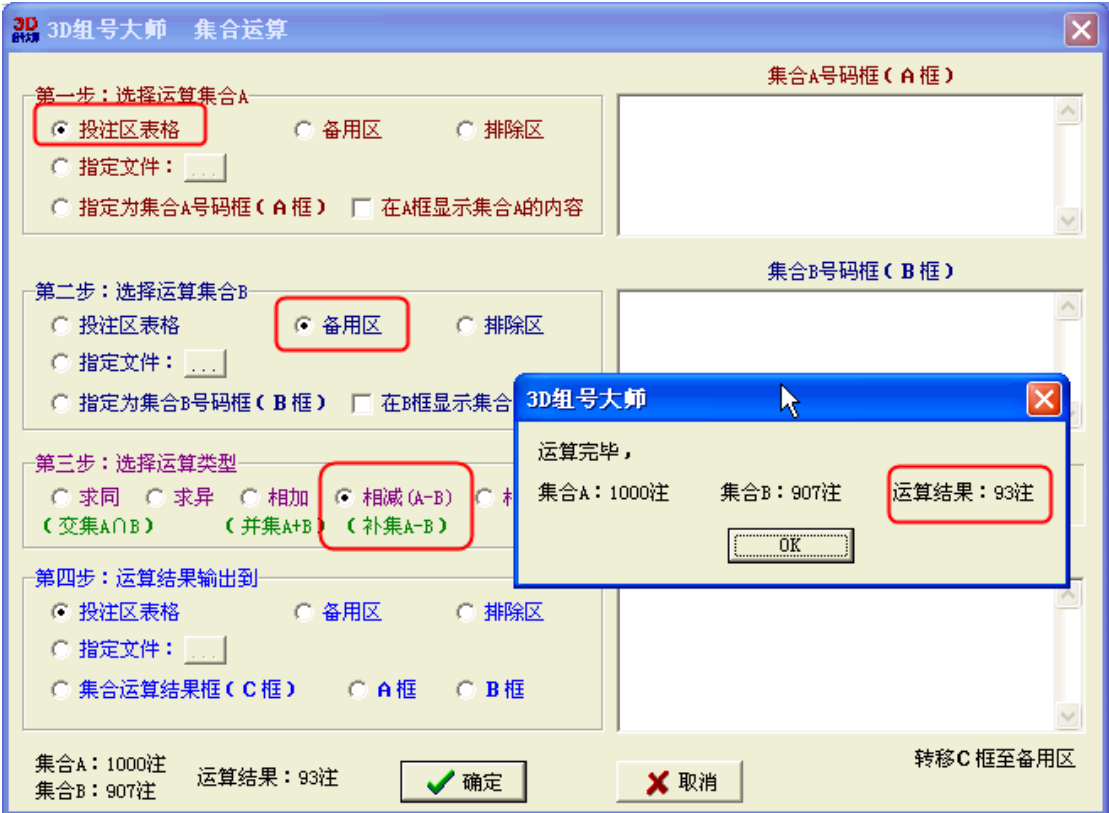 3D组号大师 集合运算
第一步：选择运算集合A
投注区表格 备用区 排除区
指定文件： ...
指定为集合A号码框(A框) 在A框显示集合A的内容
集合A号码框(A框)
第二步：选择运算集合B
投注区表格 备用区 排除区
指定文件： ...
指定为集合B号码框(B框) 在B框显示集合
集合B号码框(B框)
第三步：选择运算类型
求同 求异 相加 相减(A-B)
(交集A∩B) (并集A+B) (补集A-B)
3D组号大师
运算完毕，
集合A：1000注 集合B：907注 运算结果：93注
OK
第四步：运算结果输出到
投注区表格 备用区 排除区
指定文件： ...
集合运算结果框(C框) A框 B框
集合A：1000注
集合B：907注
运算结果：93注
确定
取消
转移C框至备用区